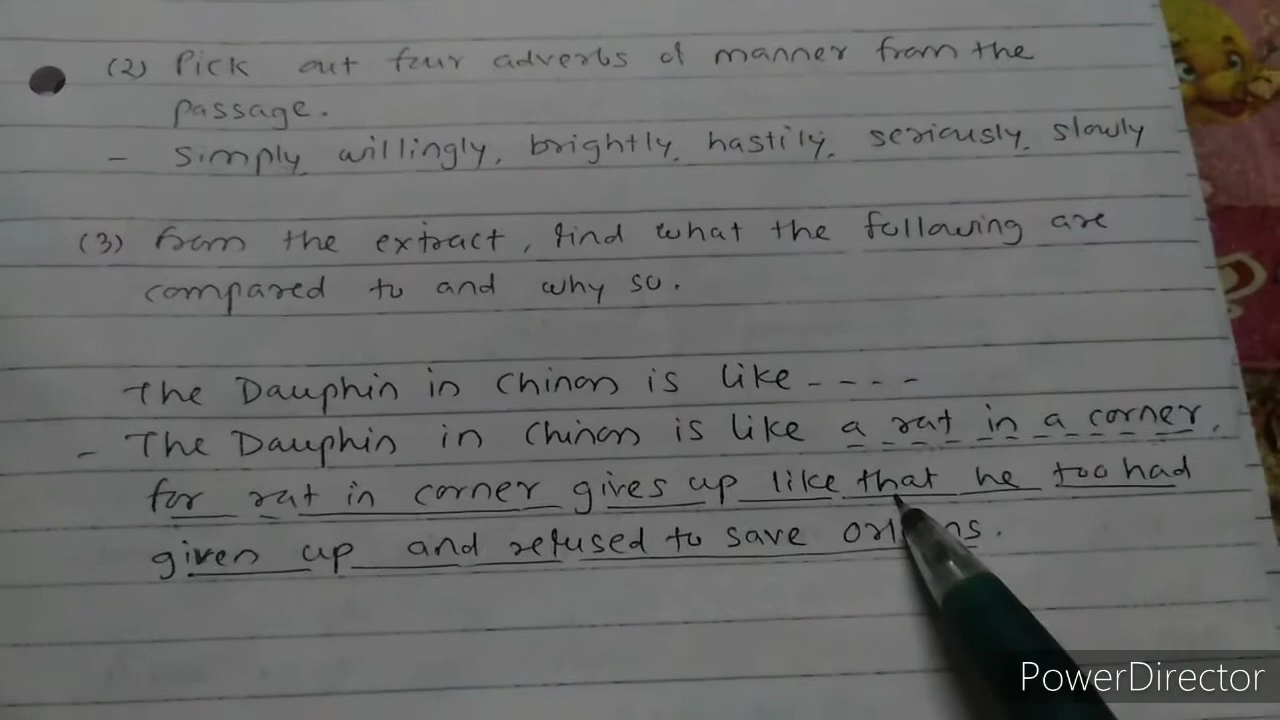 (2) Pick out four adverbs of manner from the
passage.
- Simply, willingly, brightly, hastily, seriously, slowly
(3) from the extract, find what the following are
compared to and why so.
The Dauphin in Chinon is like - - - -
- The Dauphin in Chinon is like a rat in a corner,
for rat in corner gives up like that he too had
given up and refused to save
PowerDirector